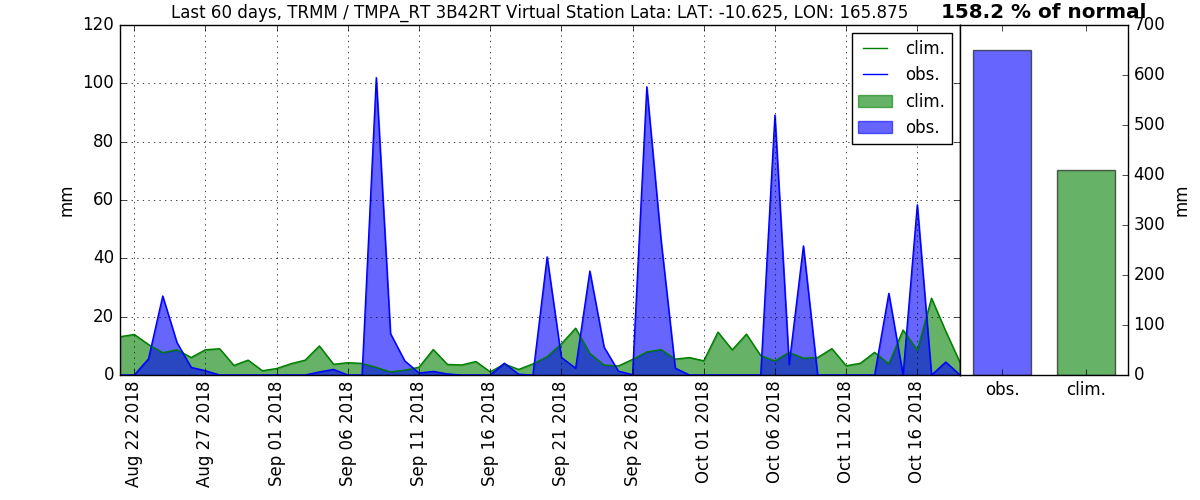 Last 60 days, TRMM / TMPA_RT 3B42RT Virtual Station Lata: LAT: -10.625, LON: 165.875
158.2 % of normal
120
100
80
60
40
20
0
mm
clim.
obs.
clim.
obs.
700
600
500
400
300
200
100
0
mm
obs.
clim.
Aug 22 2018
Aug 27 2018
Sep 01 2018
Sep 06 2018
Sep 11 2018
Sep 16 2018
Sep 21 2018
Sep 26 2018
Oct 01 2018
Oct 06 2018
Oct 11 2018
Oct 16 2018